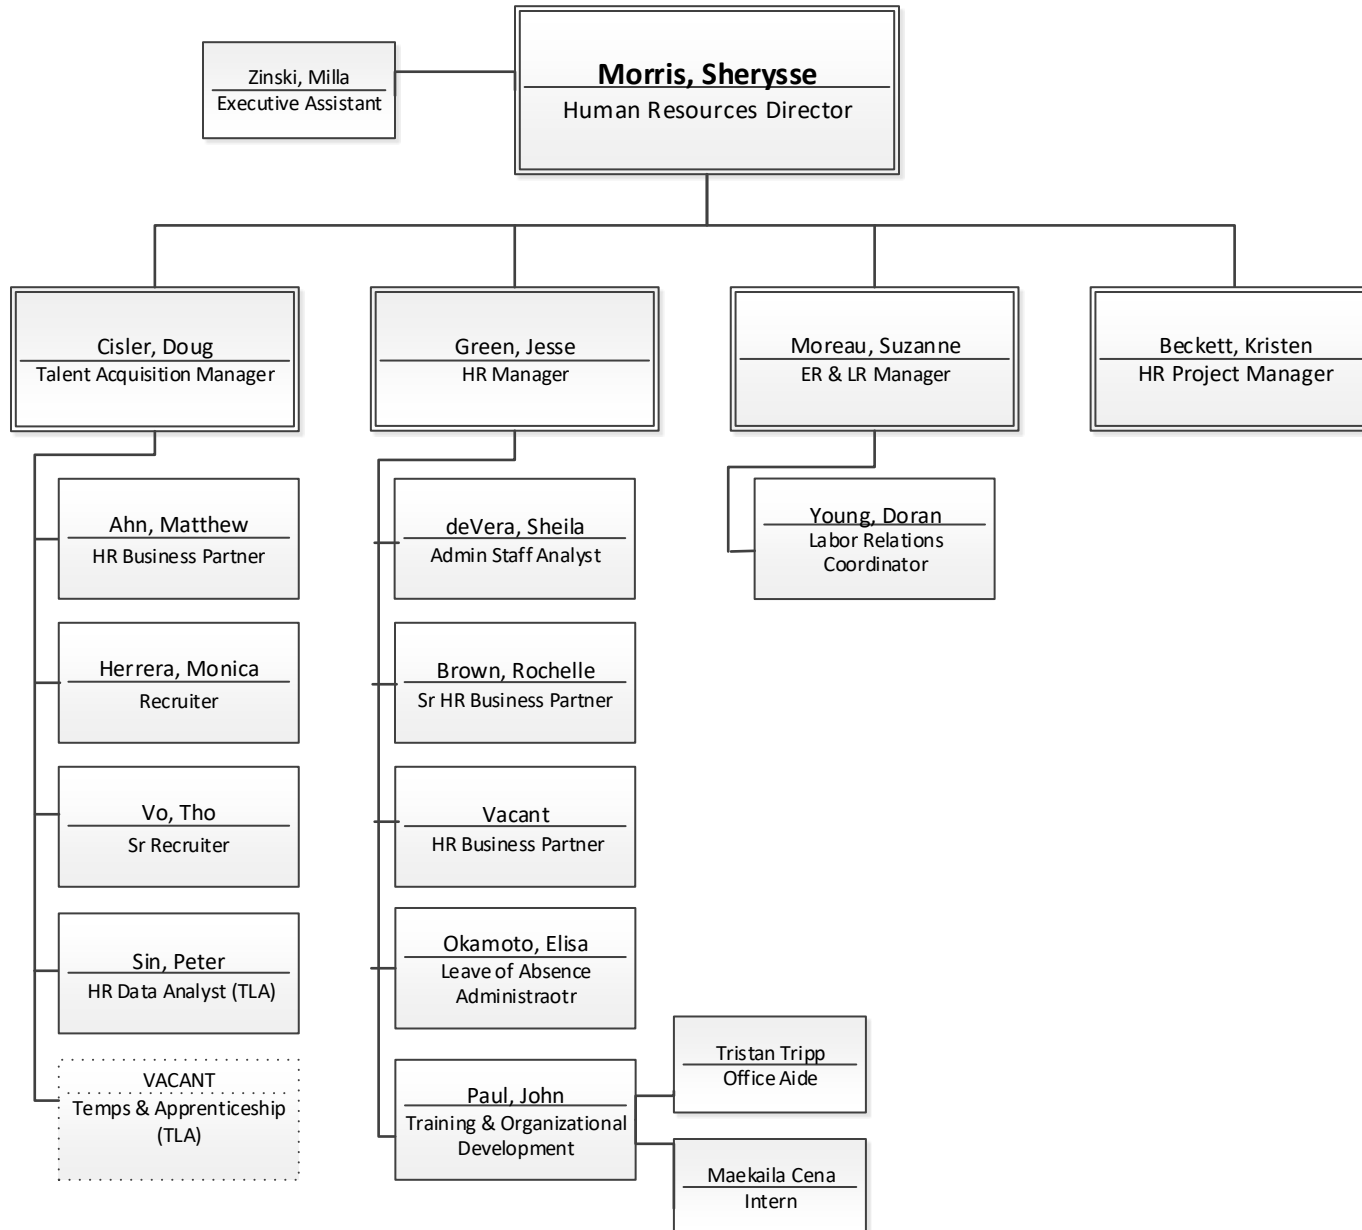 Zinski, Milla
Executive Assistant
Morris, Sherysse
Human Resources Director
Cisler, Doug
Talent Acquisition Manager
Green, Jesse
HR Manager
Moreau, Suzanne
ER & LR Manager
Beckett, Kristen
HR Project Manager
Ahn, Matthew
HR Business Partner
Herrera, Monica
Recruiter
Vo, Tho
Sr Recruiter
Sin, Peter
HR Data Analyst (TLA)
VACANT
Temps & Apprenticeship
(TLA)
deVera, Sheila
Admin Staff Analyst
Brown, Rochelle
Sr HR Business Partner
Vacant
HR Business Partner
Okamoto, Elisa
Leave of Absence
Administraotr
Paul, John
Training & Organizational
Development
Tristan Tripp
Office Aide
Maekaila Cena
Intern
Young, Doran
Labor Relations
Coordinator